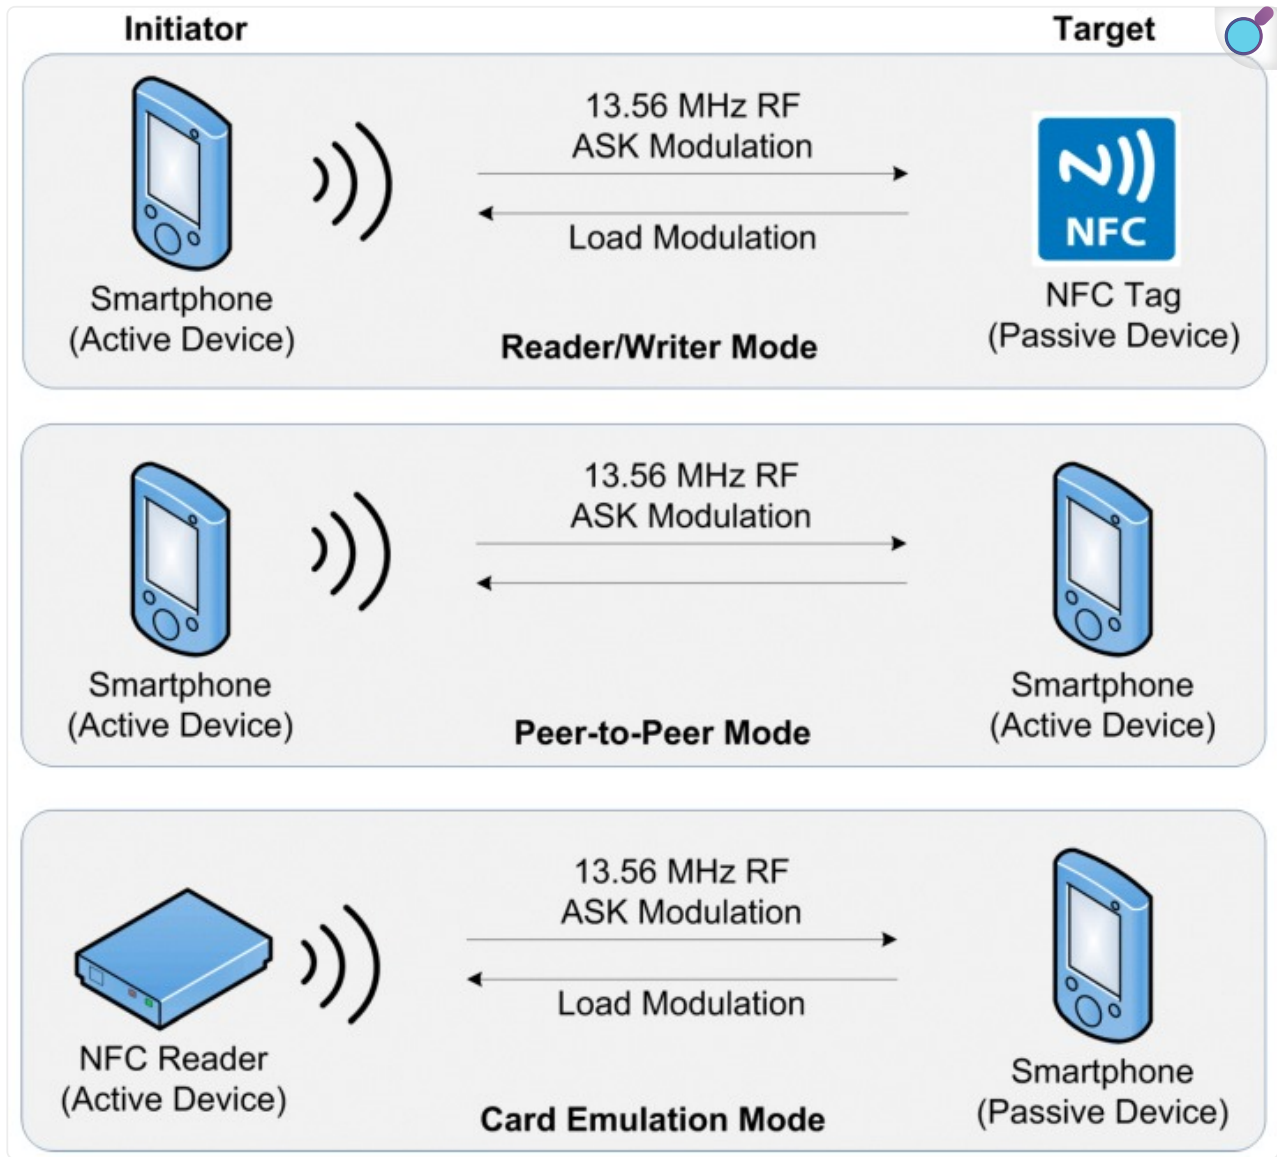 Initiator
Target
13.56 MHz RF
ASK Modulation
Load Modulation
NFC
Smartphone
(Active Device)
NFC Tag
(Passive Device)
Reader/Writer Mode
13.56 MHz RF
ASK Modulation
Smartphone
(Active Device)
Smartphone
(Active Device)
Peer-to-Peer Mode
13.56 MHz RF
ASK Modulation
Load Modulation
NFC Reader
(Active Device)
Smartphone
(Passive Device)
Card Emulation Mode